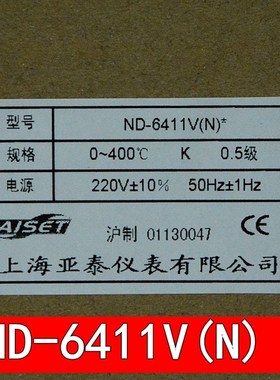 型号 ND-6411V(N)*
规格 0~400℃ K 0.5级
电源 220V±10% 50Hz±1Hz
AISET 沪制 01130047 CE
上海亚泰仪表有限公
ND-6411V(N)